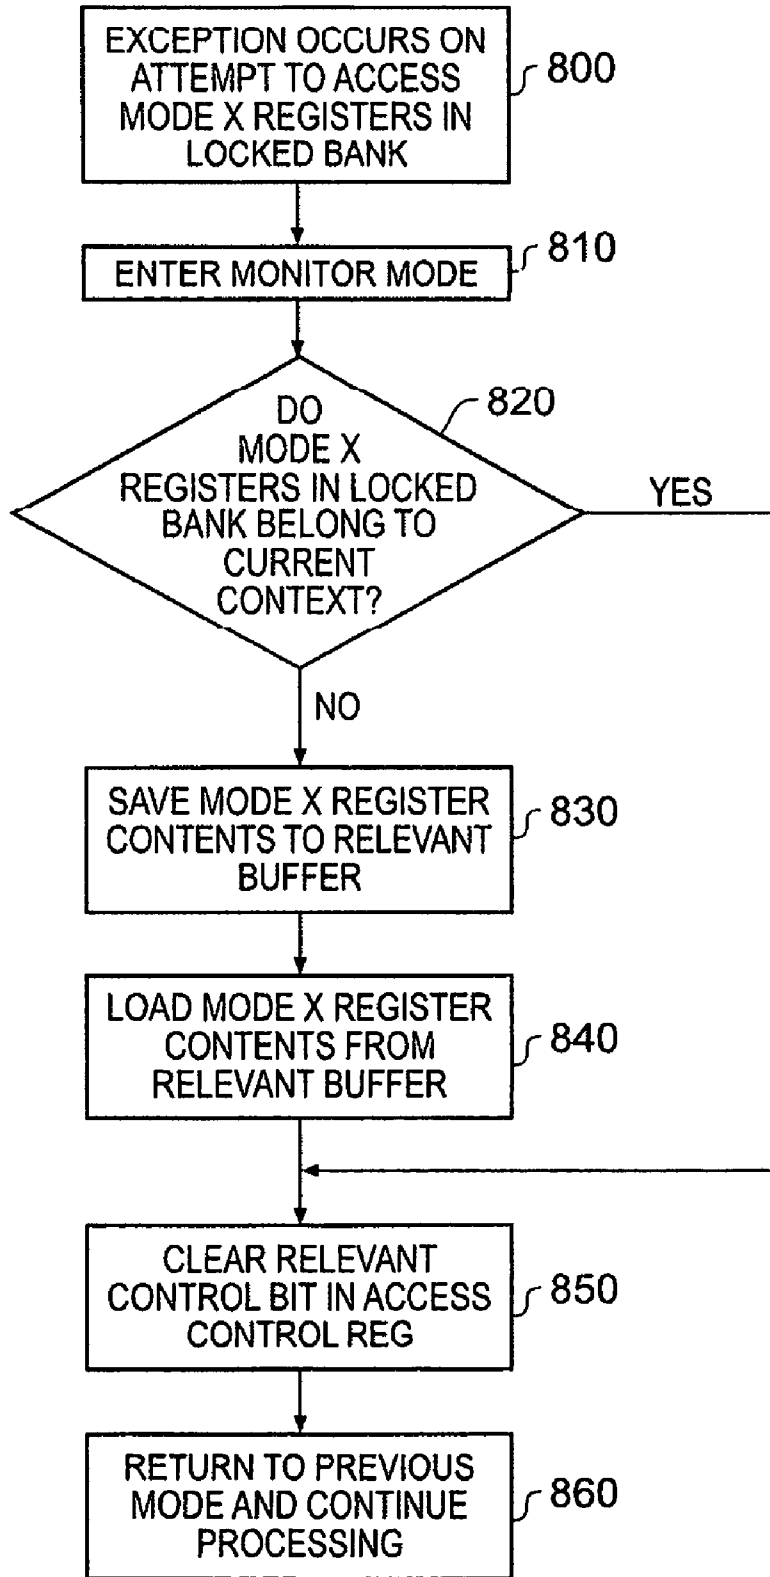 EXCEPTION OCCURS ON
ATTEMPT TO ACCESS
MODE X REGISTERS IN
LOCKED BANK
800
ENTER MONITOR MODE
810
DO
MODE X
REGISTERS IN LOCKED
BANK BELONG TO
CURRENT
CONTEXT?
820
YES
NO
SAVE MODE X REGISTER
CONTENTS TO RELEVANT
BUFFER
830
LOAD MODE X REGISTER
CONTENTS FROM
RELEVANT BUFFER
840
CLEAR RELEVANT
CONTROL BIT IN ACCESS
CONTROL REG
850
RETURN TO PREVIOUS
MODE AND CONTINUE
PROCESSING
860